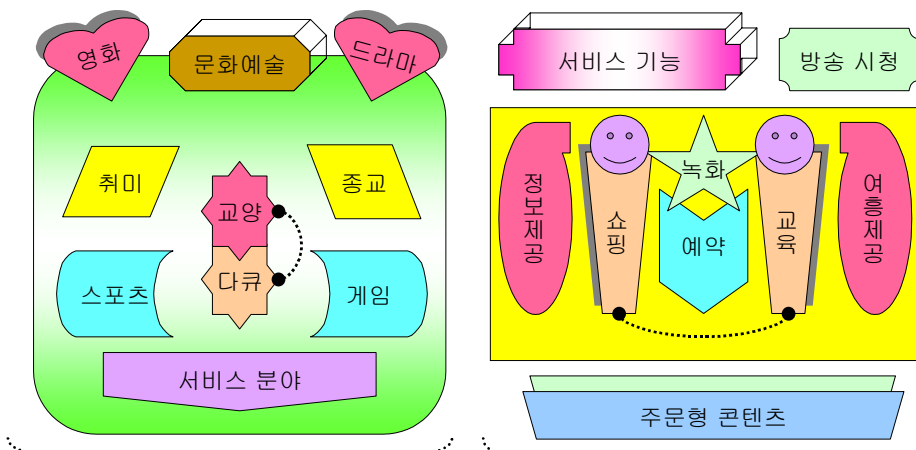 영화
문화예술
드라마
취미
종교
교양
다큐
스포츠
게임
서비스 분야
서비스 기능
방송 시청
정보제공
쇼핑
녹화
예약
교육
여흥제공
주문형 콘텐츠